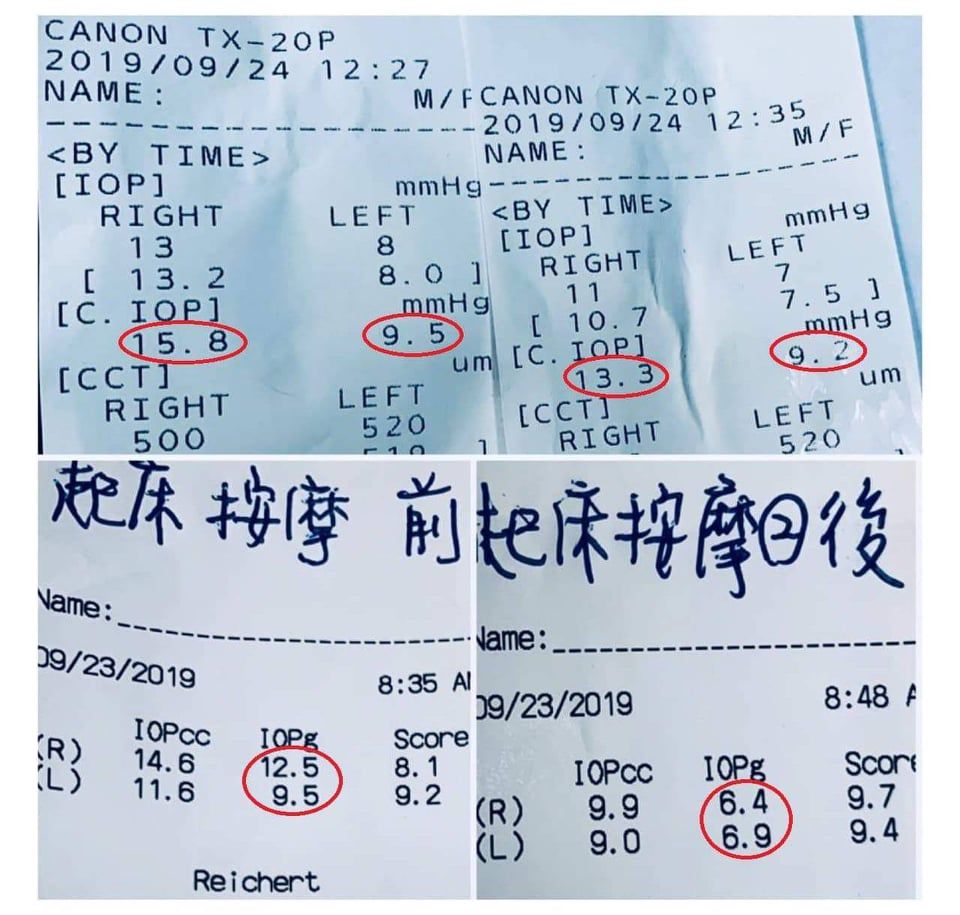 CANON TX-20P
2019/09/24 12:27
NAME: M/F
<BY TIME>
[IOP] mmHg
RIGHT LEFT
13 8
[ 13.2 8.0 ]
[C. IOP] mmHg
15.8 9.5
[CCT] um
RIGHT LEFT
500 520
]
CANON TX-20P
2019/09/24 12:35
NAME: M/F
<BY TIME>
[IOP] mmHg
RIGHT LEFT
11 7
[ 10.7 7.5 ]
[C. IOP] mmHg
13.3 9.2
[CCT] um
RIGHT LEFT
520
起床 按摩 前
Name:
09/23/2019 8:35 A
IOPcc IOPg Score
(R) 14.6 12.5 8.1
(L) 11.6 9.5 9.2
Reichert
起床按摩 後
Name:
09/23/2019 8:48 A
IOPcc IOPg Scor
(R) 9.9 6.4 9.7
(L) 9.0 6.9 9.4